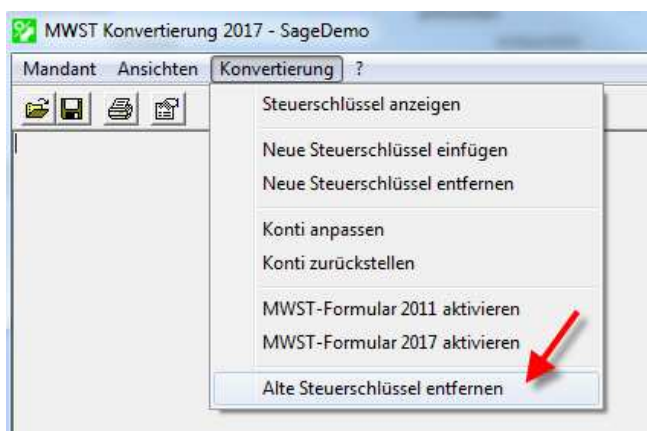 MWST Konvertierung 2017 - SageDemo
Mandant Ansichten Konvertierung ?
Steuerschlüssel anzeigen
Neue Steuerschlüssel einfügen
Neue Steuerschlüssel entfernen
Konti anpassen
Konti zurückstellen
MWST-Formular 2011 aktivieren
MWST-Formular 2017 aktivieren
Alte Steuerschlüssel entfernen